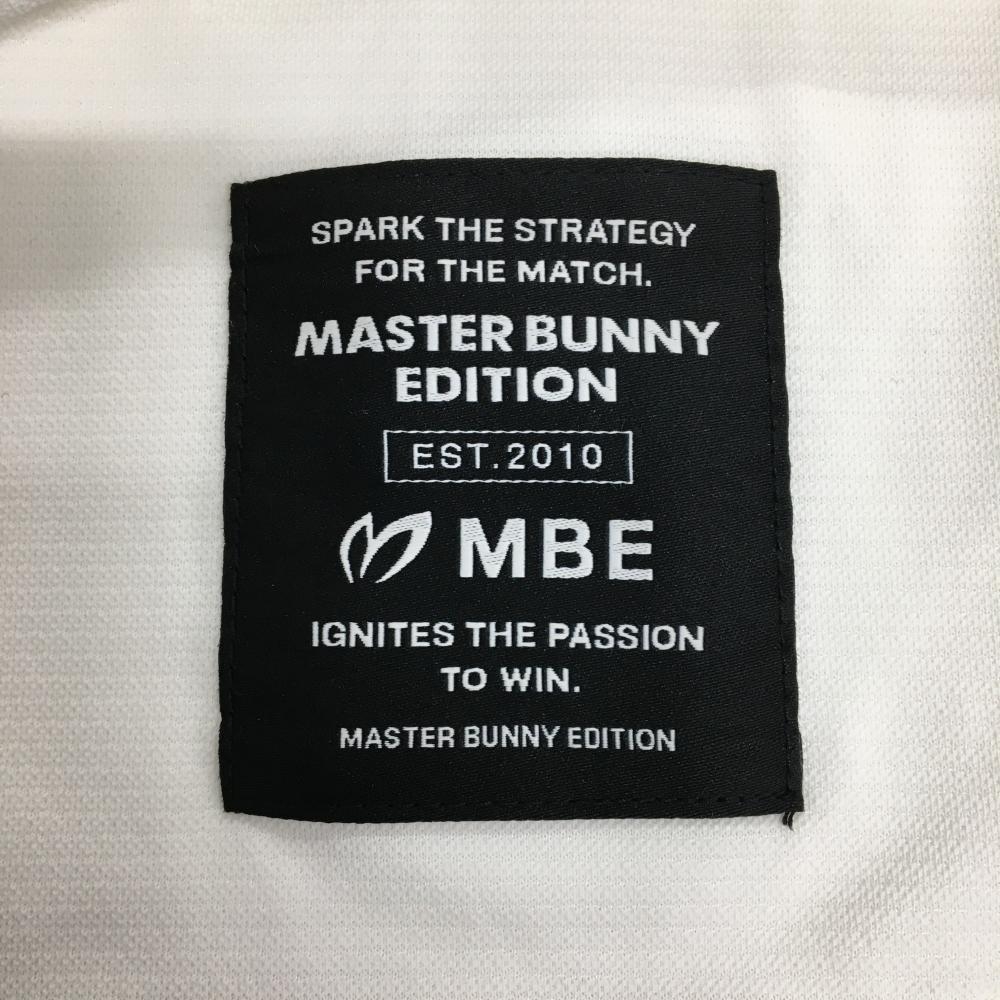 SPARK THE STRATEGY
FOR THE MATCH.
MASTER BUNNY
EDITION
EST.2010
MBE
IGNITES THE PASSION
TO WIN.
MASTER BUNNY EDITION